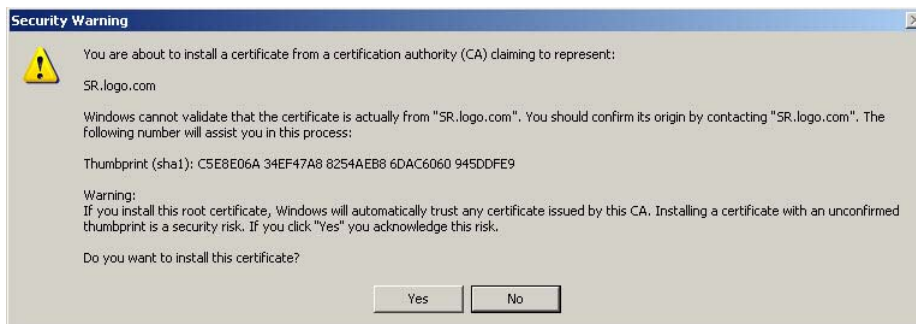 Security Warning
You are about to install a certificate from a certification authority (CA) claiming to represent:
SR.logo.com
Windows cannot validate that the certificate is actually from "SR.logo.com". You should confirm its origin by contacting "SR.logo.com". The
following number will assist you in this process:
Thumbprint (sha1): C5E8E06A 34EF47A8 8254AEB8 6DAC6060 945DDFE9
Warning:
If you install this root certificate, Windows will automatically trust any certificate issued by this CA. Installing a certificate with an unconfirmed
thumbprint is a security risk. If you click "Yes" you acknowledge this risk.
Do you want to install this certificate?
Yes
No